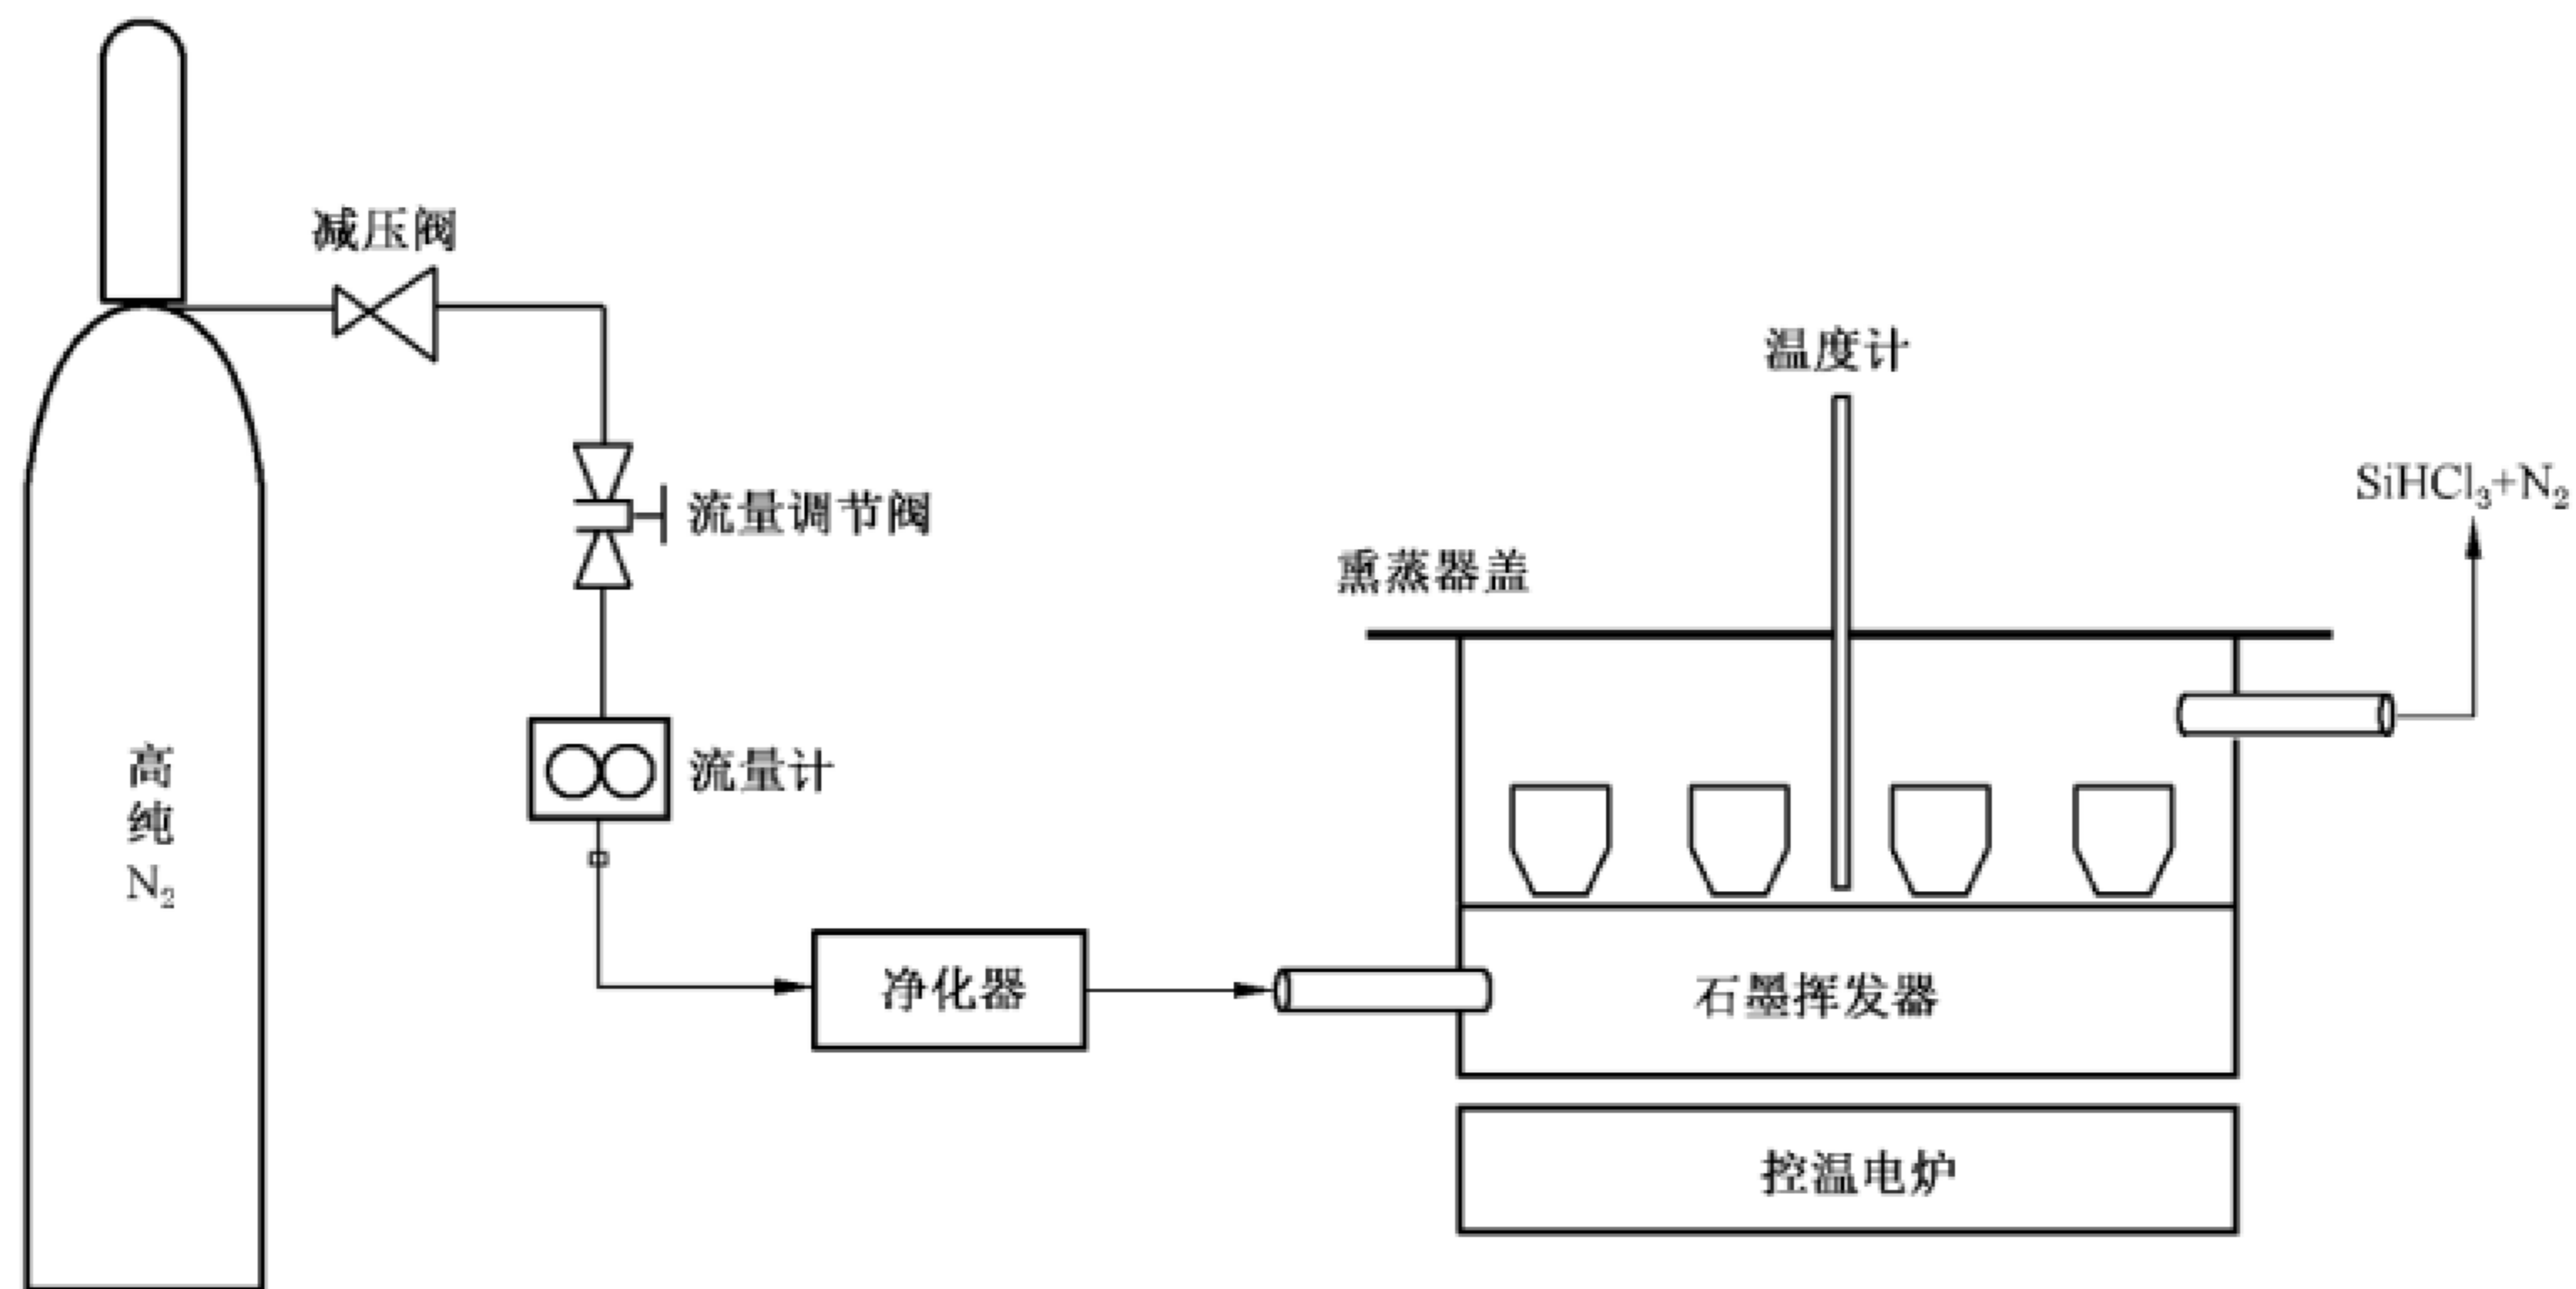 减压阀
温度计
SiHCl₃+N₂
流量调节阀
熏蒸器盖
高
纯
N₂
流量计
净化器
石墨挥发器
控温电炉